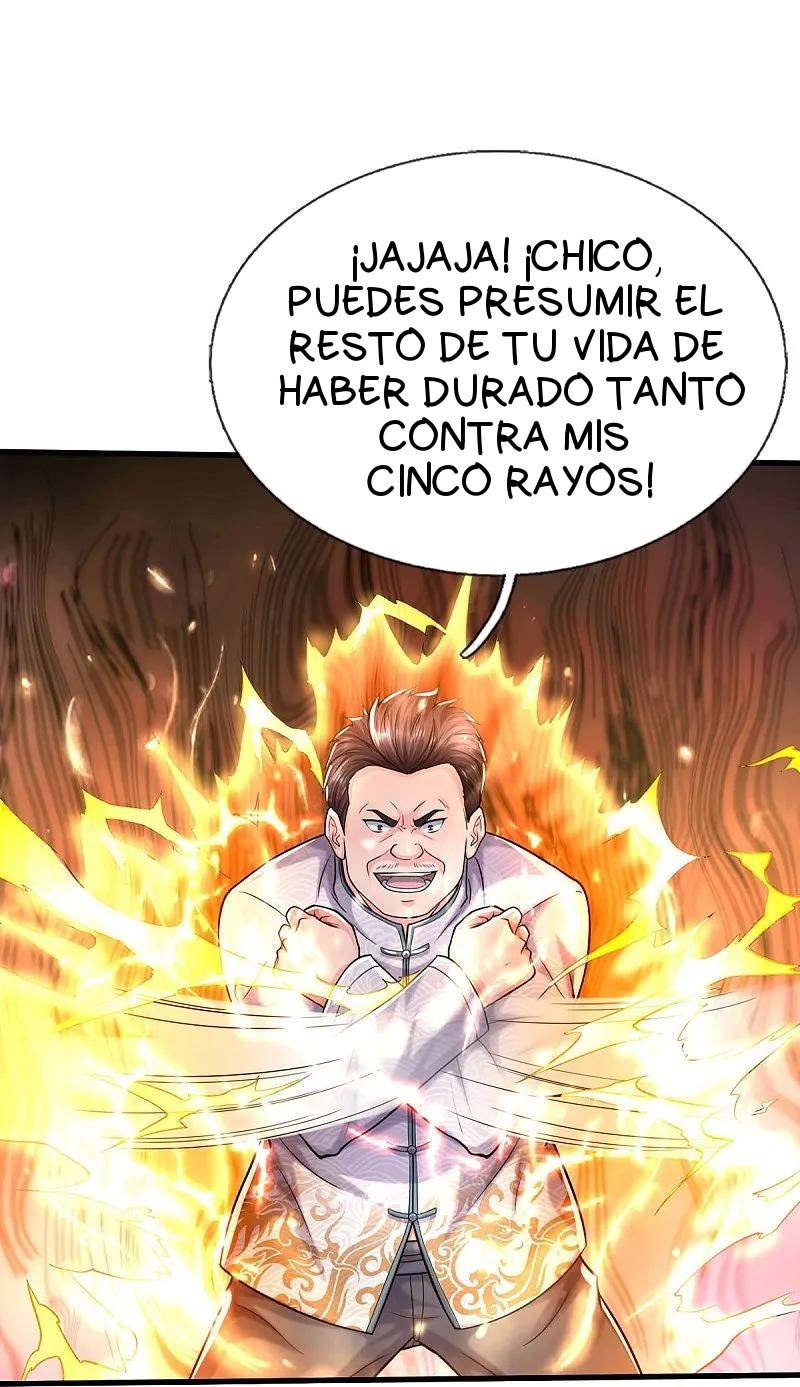 ¡JAJAJA! ¡CHICO,
PUEDES PRESUMIR EL
RESTO DE TU VIDA DE
HABER DURADO TANTO
CONTRA MIS
CINCO RAYOS!